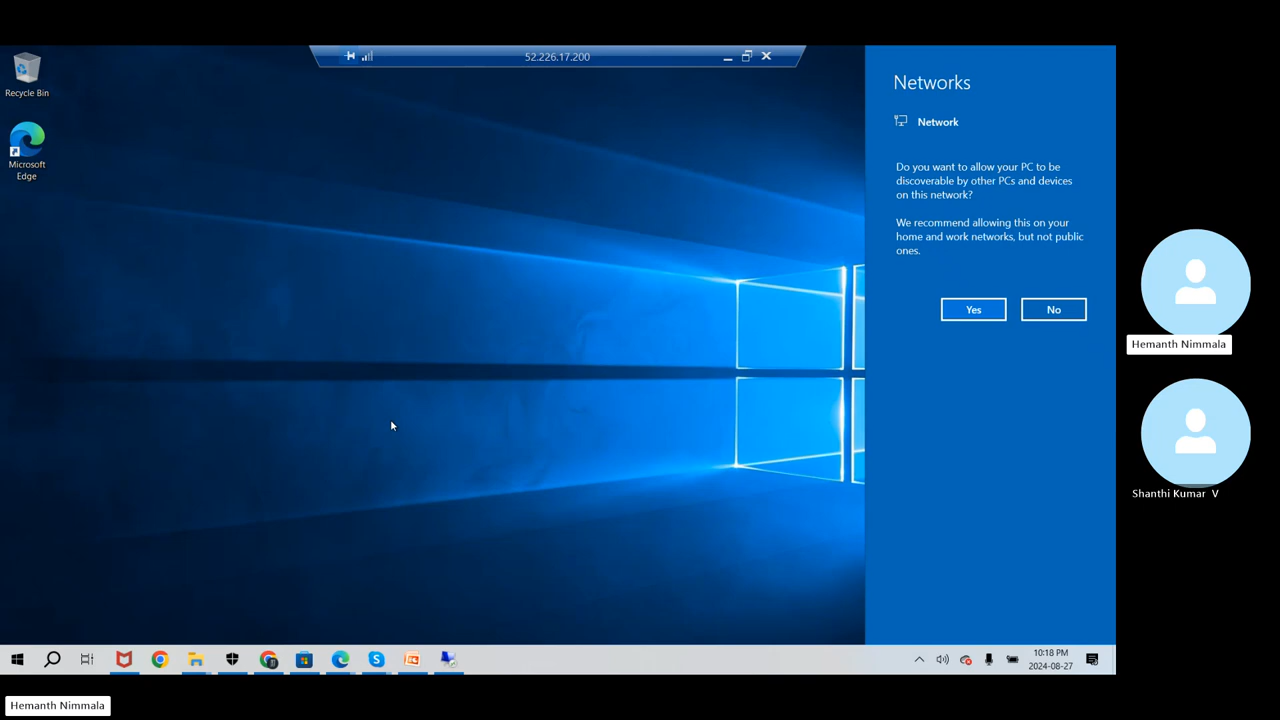 52.226.17.200
Recycle Bin
Microsoft
Edge
Networks
Network
Do you want to allow your PC to be
discoverable by other PCs and devices
on this network?
We recommend allowing this on your
home and work networks, but not public
ones.
Yes
No
Hemanth Nimmala
Shanthi Kumar V
10:18 PM
2024-08-27
Hemanth Nimmala